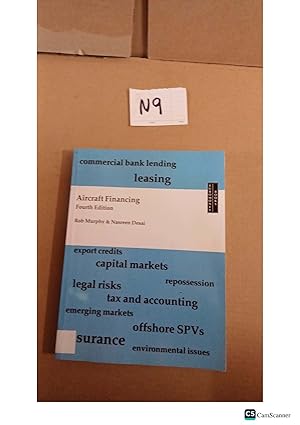 N9
commercial bank lending
leasing
Aircraft Financing
Fourth Edition
Rob Murphy & Nasreen Desai
export credits
capital markets
repossession
legal risks
tax and accounting
emerging markets
offshore SPVs
surance
environmental issues
CS CamScanner